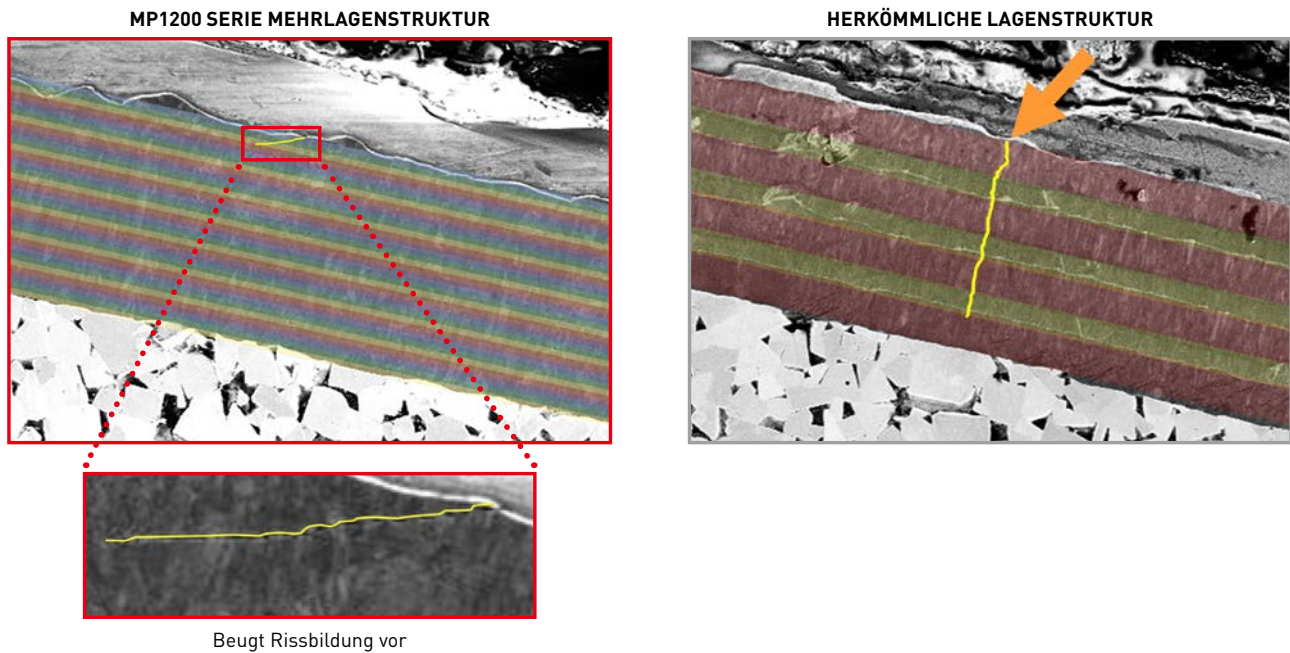 MP1200 SERIE MEHRLAGENSTRUKTUR
HERKÖMMLICHE LAGENSTRUKTUR
Beugt Rissbildung vor